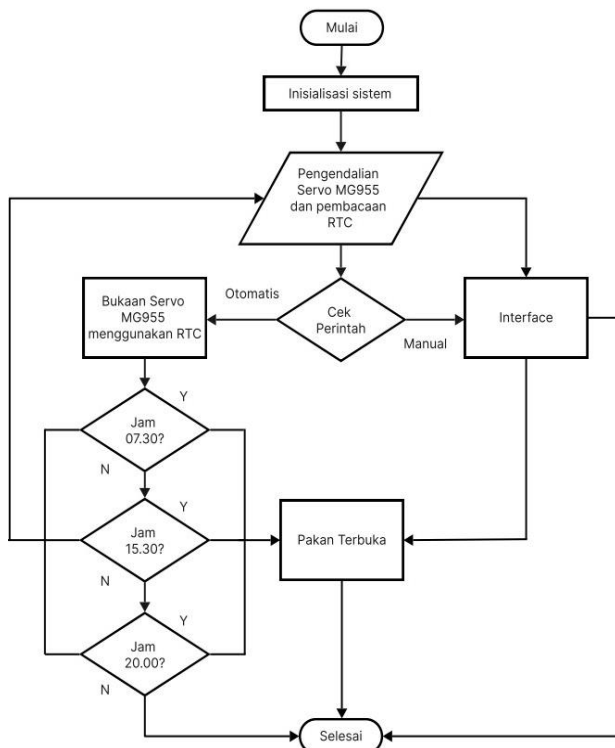 Mulai
Inisialisasi sistem
Pengendalian
Servo MG955
dan pembacaan
RTC
Bukaan Servo
MG955
menggunakan RTC
Otomatis
Cek
Perintah
Manual
Interface
Y
Jam
07.30?
N
Y
Jam
15.30?
Pakan Terbuka
N
Y
Jam
20.00?
N
Selesai